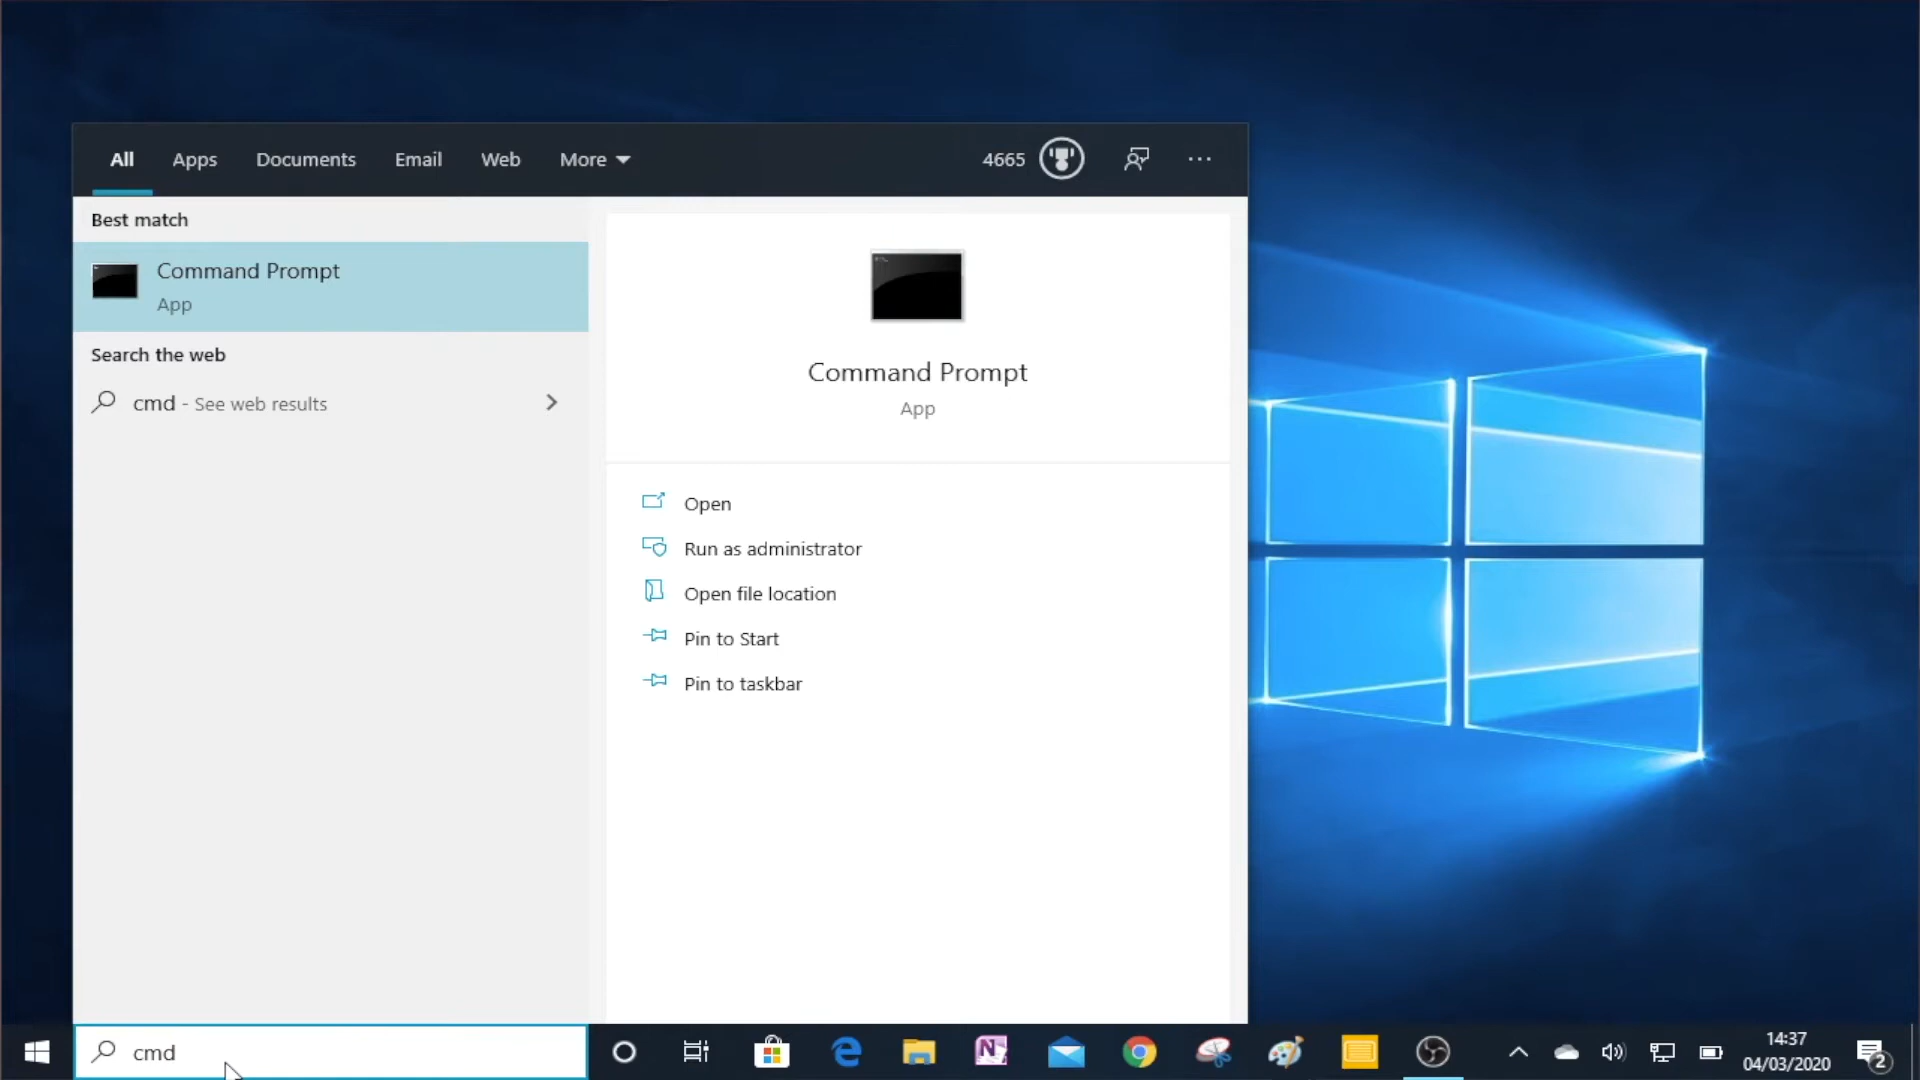 All Apps Documents Email Web More 4665
Best match
Command Prompt
App
Search the web
cmd - See web results
Command Prompt
App
Open
Run as administrator
Open file location
Pin to Start
Pin to taskbar
cmd
14:37
04/03/2020
2